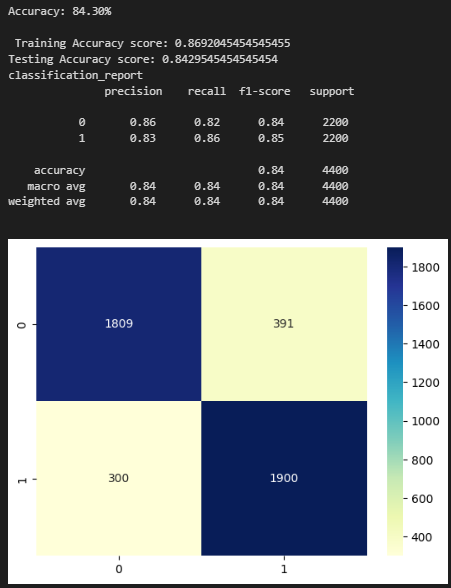 Accuracy: 84.30%
Training Accuracy score: 0.8692045454545455
Testing Accuracy score: 0.8429545454545454
classification_report
precision recall f1-score support
0 0.86 0.82 0.84 2200
1 0.83 0.86 0.85 2200
accuracy 0.84 4400
macro avg 0.84 0.84 0.84 4400
weighted avg 0.84 0.84 0.84 4400
0
1809
391
1
300
1900
0
1
1800
1600
1400
1200
1000
800
600
400